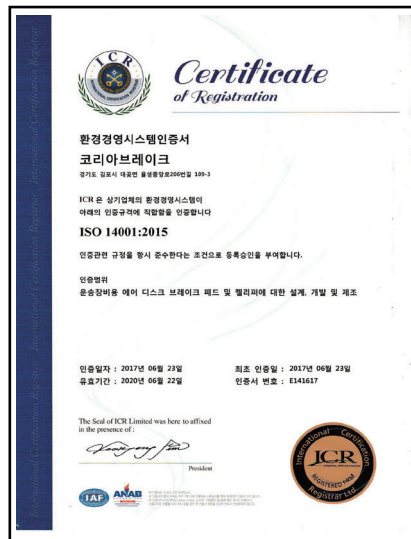 ICR
Certificate
of Registration
환경경영시스템인증서
코리아브레이크
경기도 김포시 대곶면 율생중앙로206번길 109-3
ICR 은 상기업체의 환경경영시스템이
아래의 인증규격에 적합함을 인증합니다
ISO 14001:2015
인증관련 규정을 항시 준수한다는 조건으로 등록승인을 부여합니다.
인증범위
운송장비용 에어 디스크 브레이크 패드 및 캘리퍼에 대한 설계, 개발 및 제조
인증일자 : 2017년 06월 23일
최초 인증일 : 2017년 06월 23일
유효기간 : 2020년 06월 22일
인증서 번호 : E141617
The Seal of ICR Limited was here to affixed
in the presence of :
President
IAF
ANAB
International Certification
ICR
REGISTERED FIRM
Registrar Ltd.
International Certification Registrar